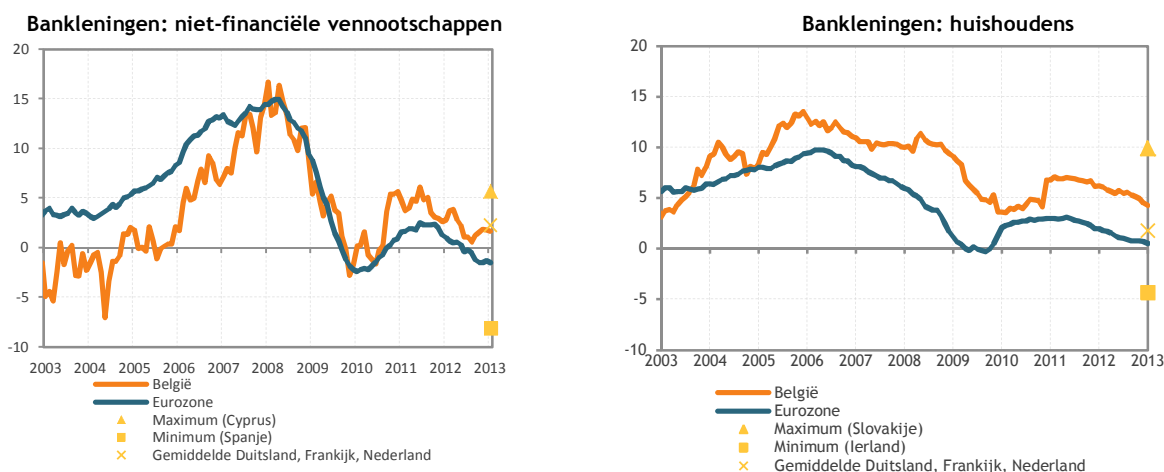 Bankleningen: niet-financiële vennootschappen
20
15
10
5
0
-5
-10
2003 2004 2005 2006 2007 2008 2009 2010 2011 2012 2013
België
Eurozone
Maximum (Cyprus)
Minimum (Spanje)
Gemiddelde Duitsland, Frankijk, Nederland
Bankleningen: huishoudens
20
15
10
5
0
-5
-10
2003 2004 2005 2006 2007 2008 2009 2010 2011 2012 2013
België
Eurozone
Maximum (Slovakije)
Minimum (Ierland)
Gemiddelde Duitsland, Frankijk, Nederland